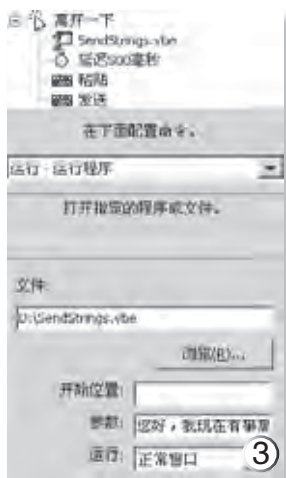 离开一下
SendStrings.vbe
延迟500毫秒
粘贴
发送
在下面配置命令。
运行 - 运行程序
打开指定的程序或文件。
文件:
D:\SendStrings.vbe
浏览(R)...
开始位置:
参数: 您好，我现在有事席
运行: 正常窗口
③